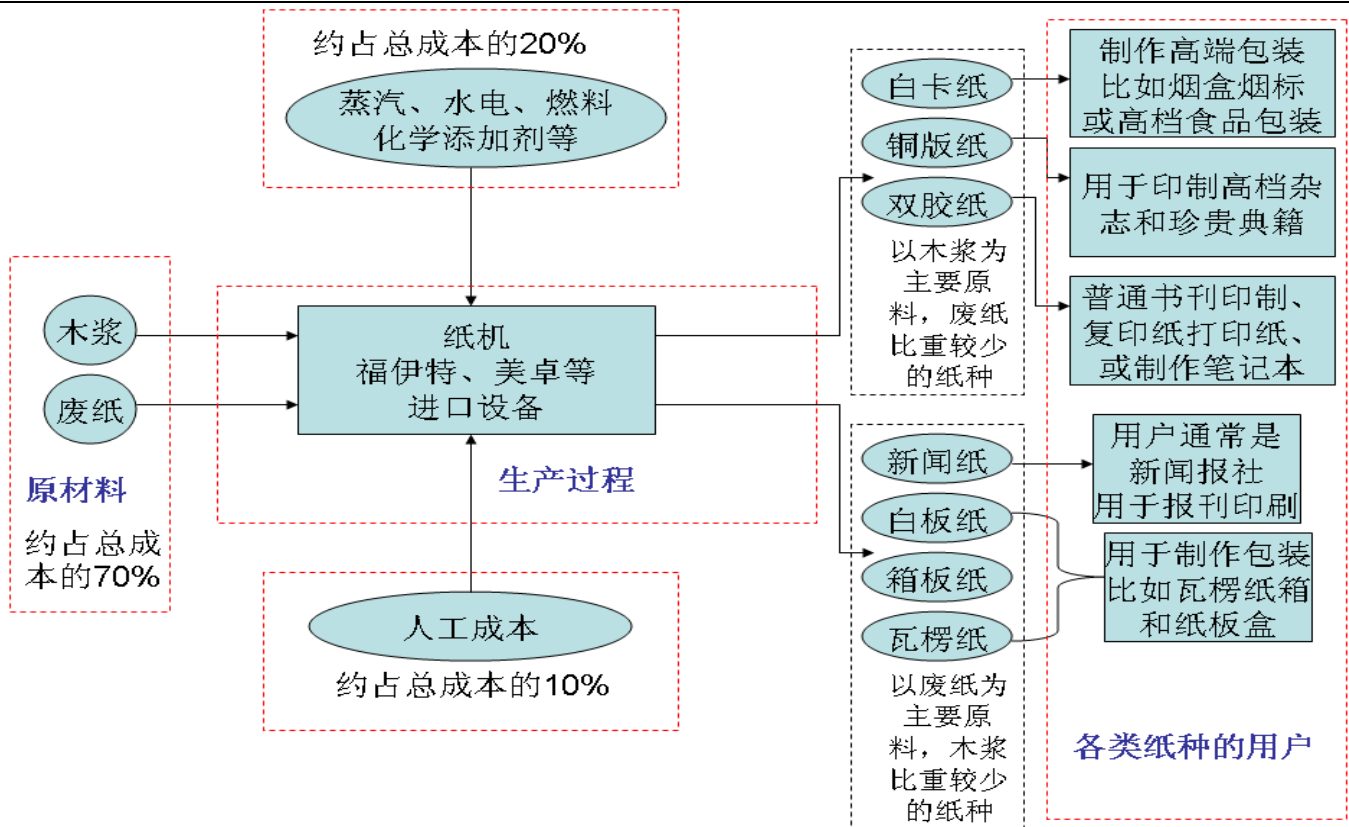 约占总成本的20%
蒸汽、水电、燃料
化学添加剂等
木浆
废纸
原材料
约占总成
本的70%
纸机
福伊特、美卓等
进口设备
生产过程
人工成本
约占总成本的10%
白卡纸
铜版纸
双胶纸
以木浆为
主要原
料，废纸
比重较少
的纸种
新闻纸
白板纸
箱板纸
瓦楞纸
以废纸为
主要原
料，木浆
比重较少
的纸种
制作高端包装
比如烟盒烟标
或高档食品包装
用于印制高档杂
志和珍贵典籍
普通书刊印制、
复印纸打印纸、
或制作笔记本
用户通常是
新闻报社
用于报刊印刷
用于制作包装
比如瓦楞纸箱
和纸板盒
各类纸种的用户